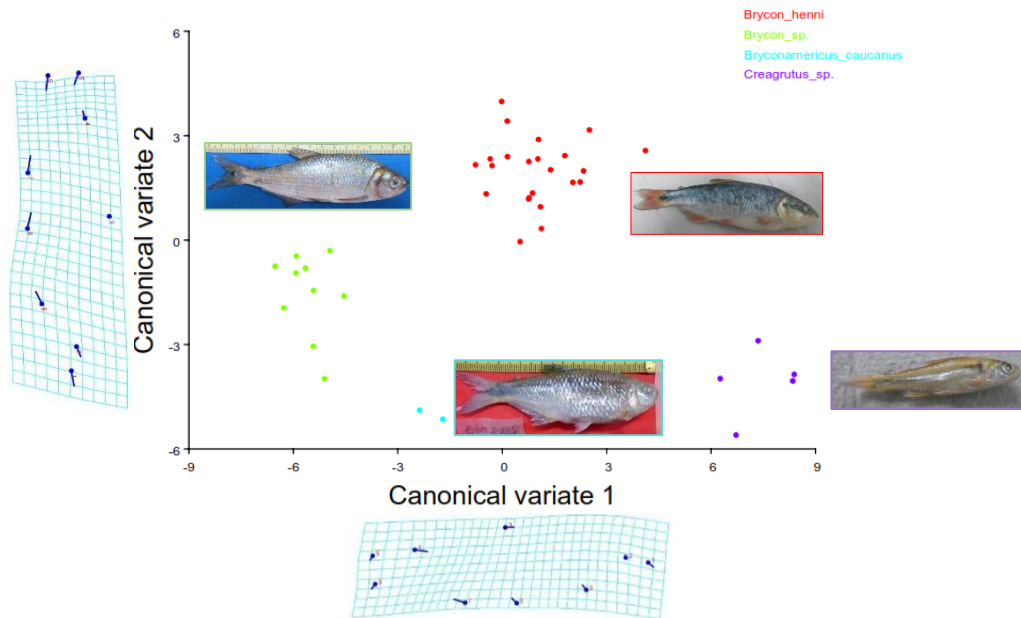 Brycon_henni
Brycon_sp.
Bryconamericus_caucanus
Creagrutus_sp.
6
3
0
-3
-6
Canonical variate 2
-9
-6
-3
0
3
6
9
Canonical variate 1